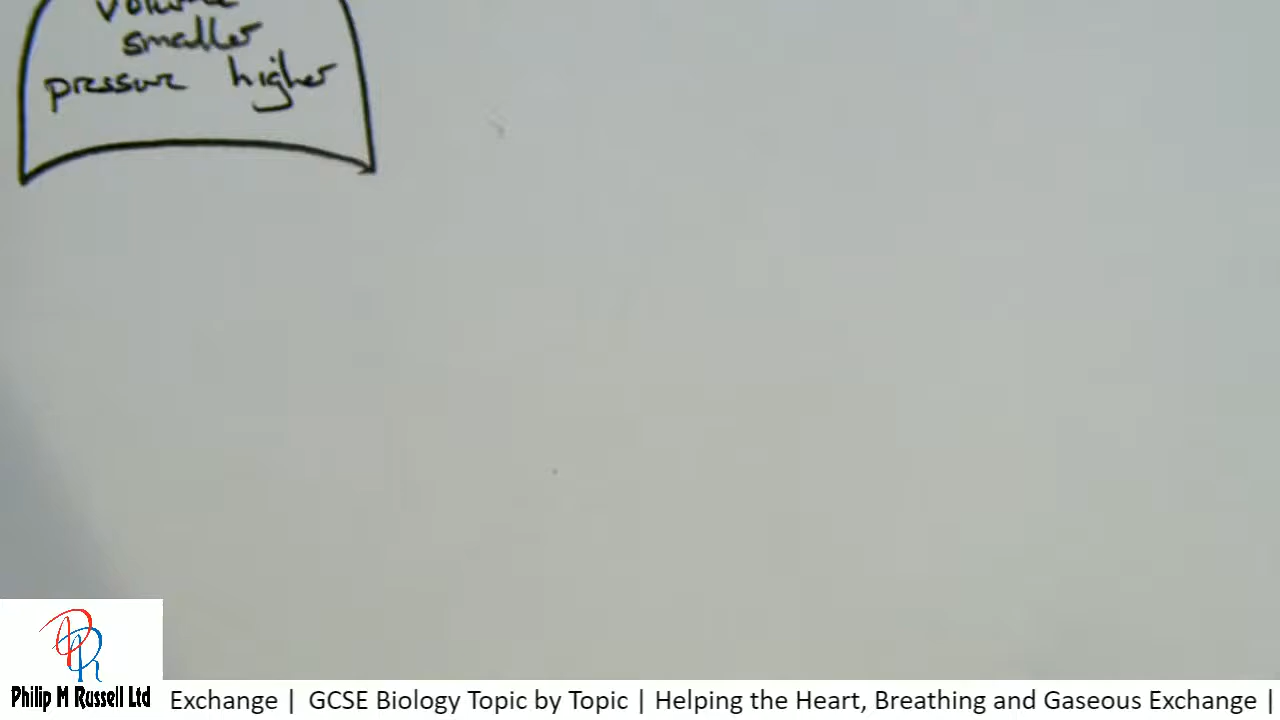 volume
smaller
pressure higher
Philip M Russell Ltd
Exchange | GCSE Biology Topic by Topic | Helping the Heart, Breathing and Gaseous Exchange |